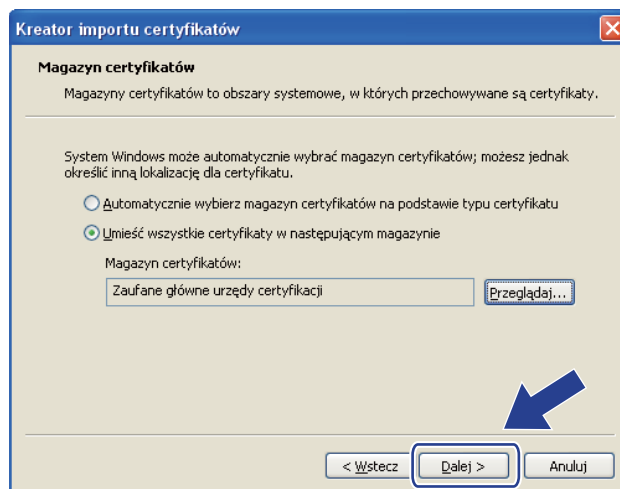 Kreator importu certyfikatów
Magazyn certyfikatów
Magazyny certyfikatów to obszary systemowe, w których przechowywane są certyfikaty.
System Windows może automatycznie wybrać magazyn certyfikatów; możesz jednak
określić inną lokalizację dla certyfikatu.
Automatycznie wybierz magazyn certyfikatów na podstawie typu certyfikatu
Umieść wszystkie certyfikaty w następującym magazynie
Magazyn certyfikatów:
Zaufane główne urzędy certyfikacji
Przeglądaj...
< Wstecz
Dalej >
Anuluj